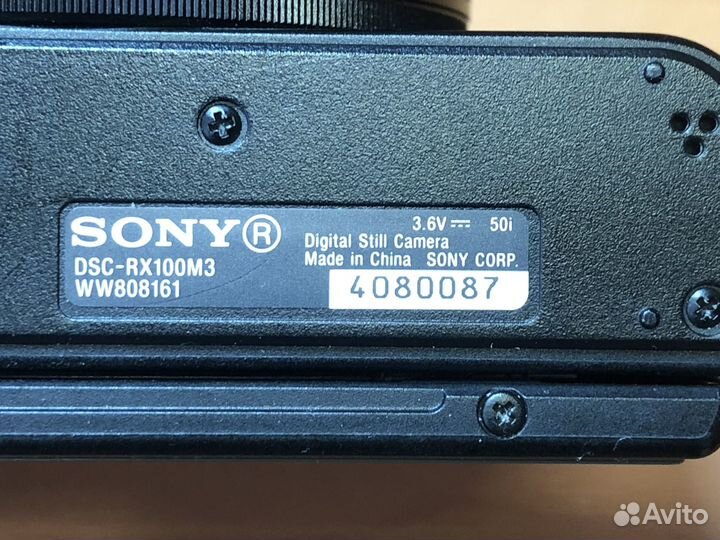 SONY®
3.6V⎓ 50i
Digital Still Camera
DSC-RX100M3
Made in China SONY CORP.
WW808161
4080087
Avito